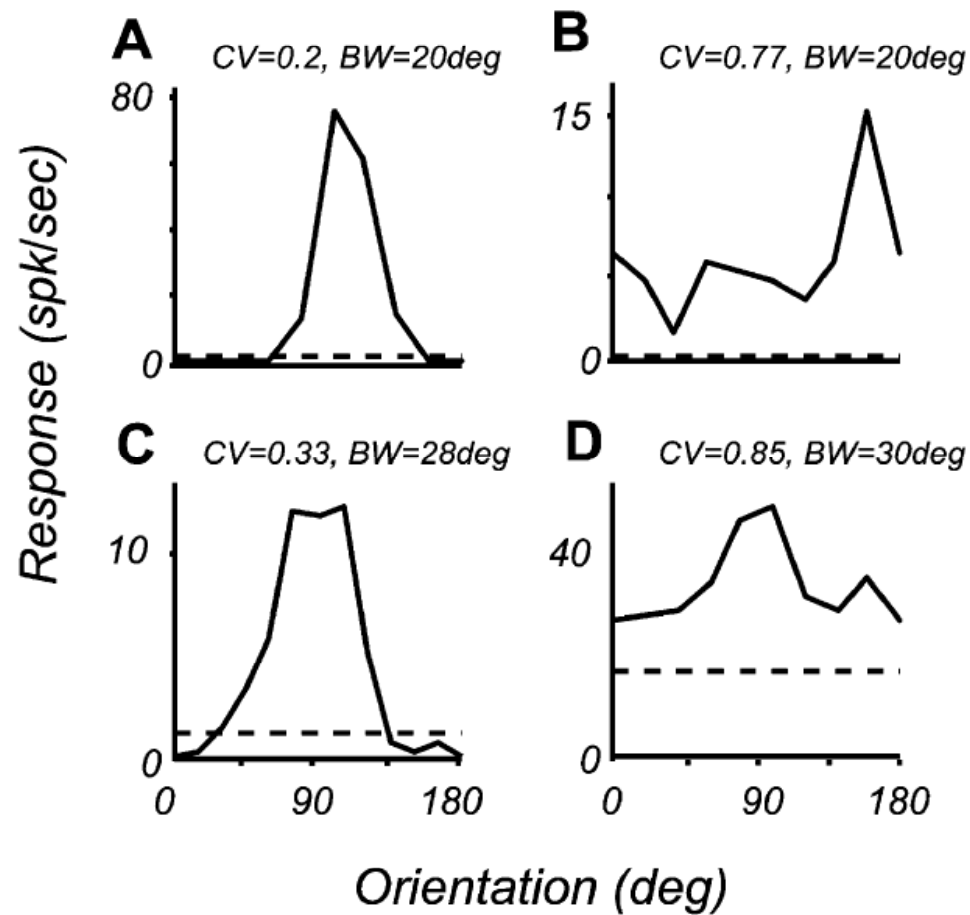 A
CV=0.2, BW=20deg
80
0
B
CV=0.77, BW=20deg
15
0
Response (spk/sec)
C
CV=0.33, BW=28deg
10
0
0 90 180
D
CV=0.85, BW=30deg
40
0
0 90 180
Orientation (deg)